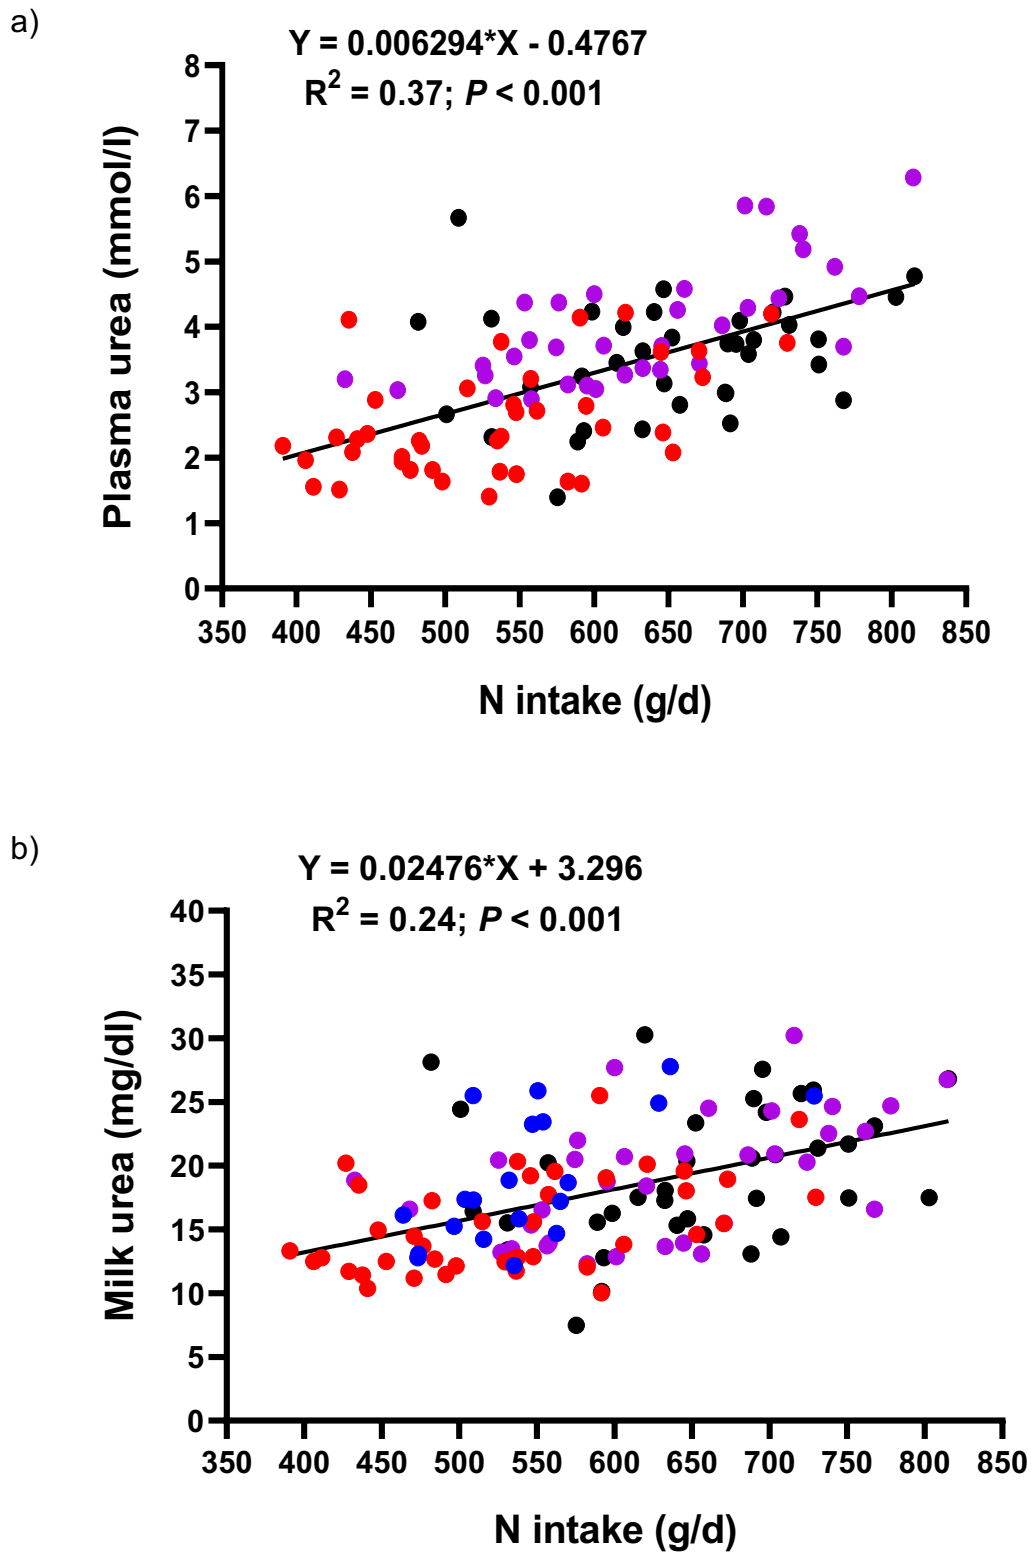 a)
Y = 0.006294*X - 0.4767
R² = 0.37; P < 0.001
8
7
6
5
4
3
2
1
0
Plasma urea (mmol/l)
350 400 450 500 550 600 650 700 750 800 850
N intake (g/d)
b)
Y = 0.02476*X + 3.296
R² = 0.24; P < 0.001
40
35
30
25
20
15
10
5
0
Milk urea (mg/dl)
350 400 450 500 550 600 650 700 750 800 850
N intake (g/d)